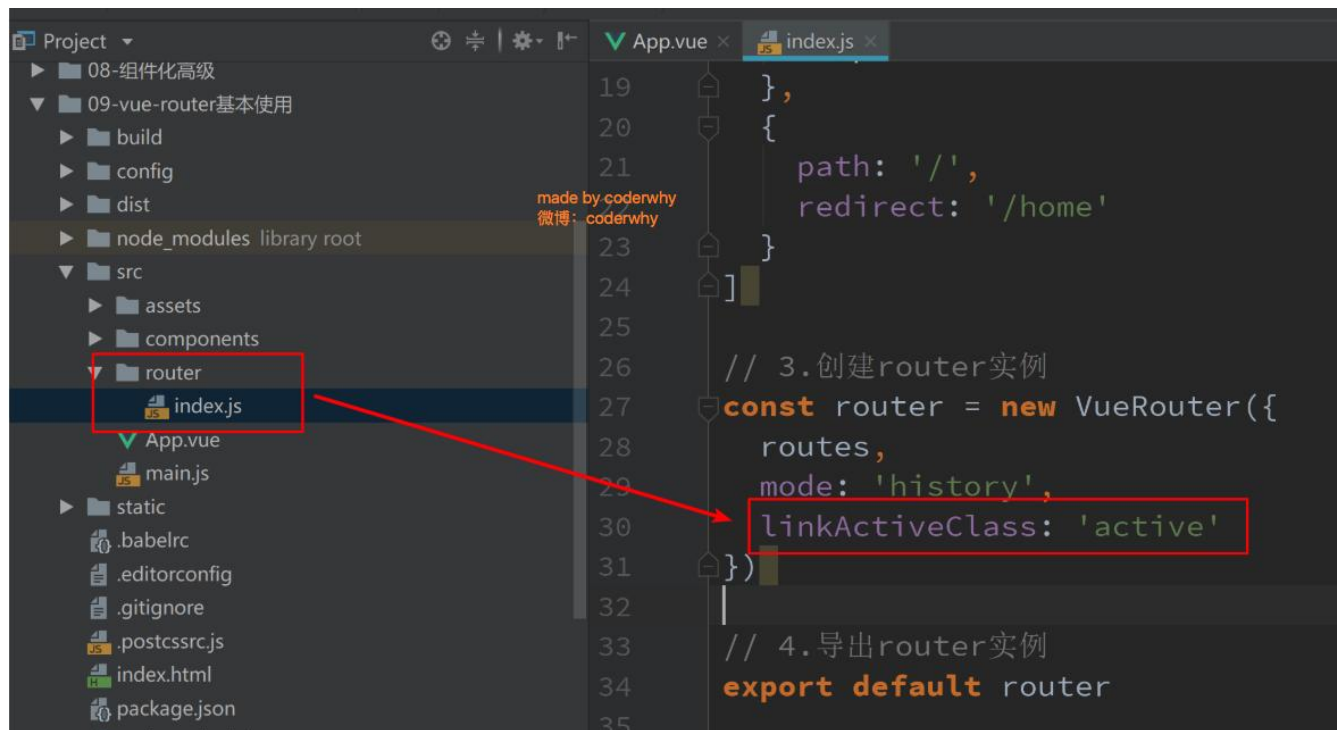 Project
08-组件化高级
09-vue-router基本使用
build
config
dist
node_modules library root
src
assets
components
router
index.js
App.vue
main.js
static
.babelrc
.editorconfig
.gitignore
.postcssrc.js
index.html
package.json
made by coderwhy
微博：coderwhy
App.vue
index.js
19 },
20 {
21 path: '/',
redirect: '/home'
23 }
24 ]
25
26 // 3.创建router实例
27 const router = new VueRouter({
28 routes,
29 mode: 'history',
30 linkActiveClass: 'active'
31 })
32
33 // 4.导出router实例
34 export default router
35